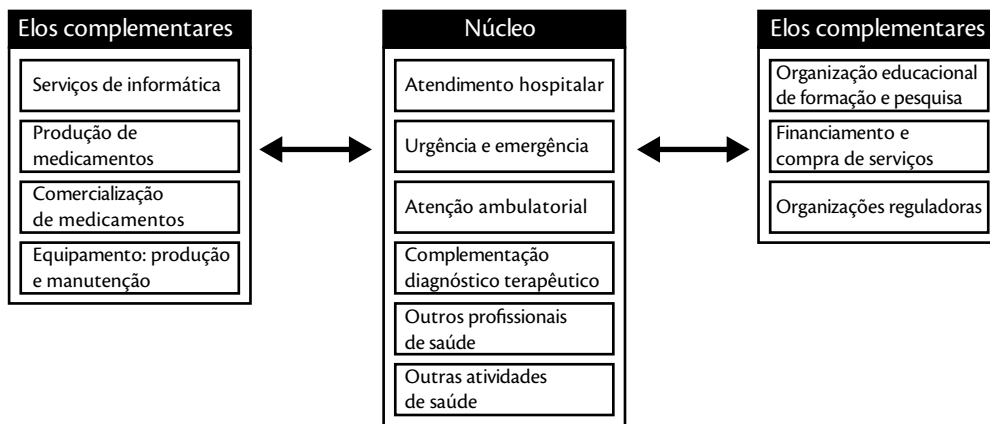 Elos complementares
Serviços de informática
Produção de
medicamentos
Comercialização
de medicamentos
Equipamento: produção
e manutenção
Núcleo
Atendimento hospitalar
Urgência e emergência
Atenção ambulatorial
Complementação
diagnóstico terapêutico
Outros profissionais
de saúde
Outras atividades
de saúde
Elos complementares
Organização educacional
de formação e pesquisa
Financiamento e
compra de serviços
Organizações reguladoras